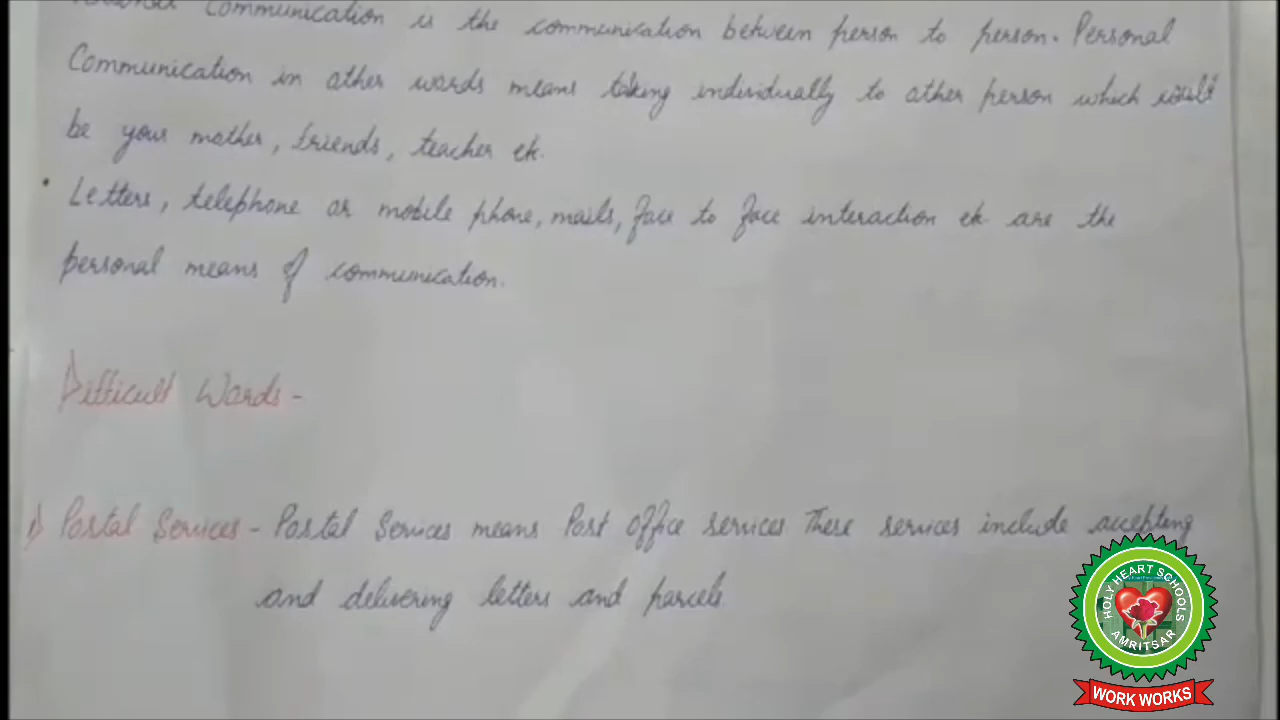 Communication is the communication between person to person. Personal
Communication in other words means taking individually to other person which could
be your mother, friends, teacher etc.
• Letters, telephone or mobile phone, mails, face to face interaction etc. are the
personal means of communication.
Difficult Words -
1) Postal Services - Postal Services means Post Office services These services include accepting
and delivering letters and parcels
HOLY HEART SCHOOLS
AMRITSAR
WORK WORKS